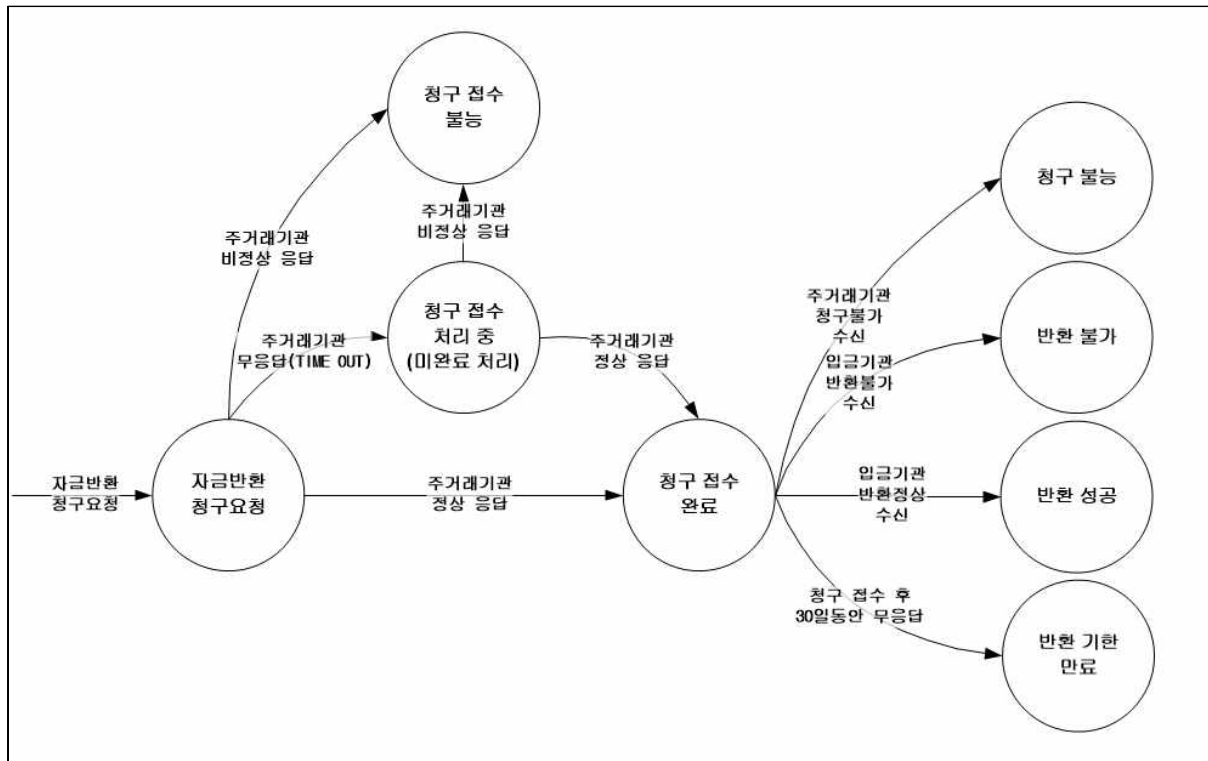 청구 접수
불능
청구 불능
주거래기관
비정상 응답
주거래기관
비정상 응답
청구 접수
처리 중
(미완료 처리)
주거래기관
무응답(TIME OUT)
주거래기관
정상 응답
주거래기관
청구불가
수신
반환 불가
입금기관
반환불가
수신
자금반환
청구요청
자금반환
청구요청
주거래기관
정상 응답
청구 접수
완료
입금기관
반환정상
수신
반환 성공
청구 접수 후
30일동안 무응답
반환 기한
만료